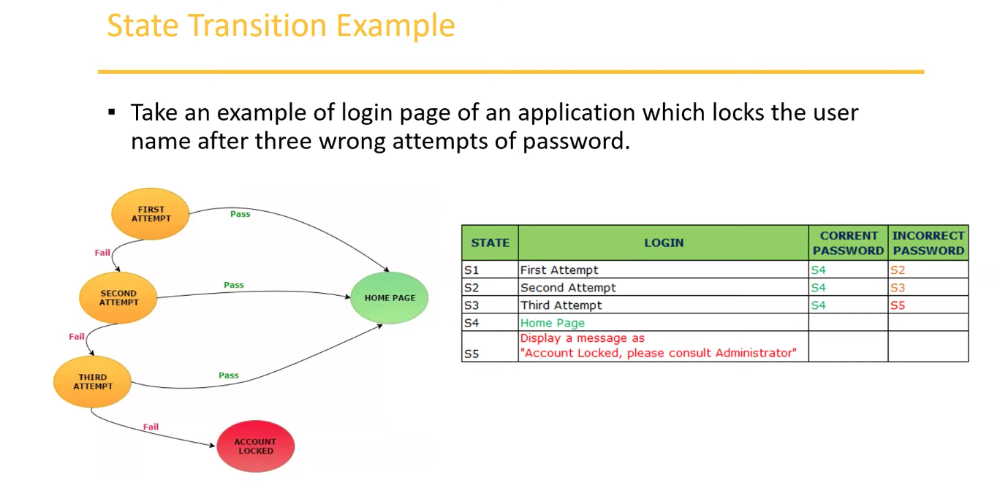 State Transition Example
▪ Take an example of login page of an application which locks the user
name after three wrong attempts of password.
FIRST
ATTEMPT
Pass
Fail
SECOND
ATTEMPT
Pass
HOME PAGE
Fail
THIRD
ATTEMPT
Pass
Fail
ACCOUNT
LOCKED
STATE LOGIN CORRENT PASSWORD INCORRECT PASSWORD
S1 First Attempt S4 S2
S2 Second Attempt S4 S3
S3 Third Attempt S4 S5
S4 Home Page
S5 Display a message as
"Account Locked, please consult Administrator"